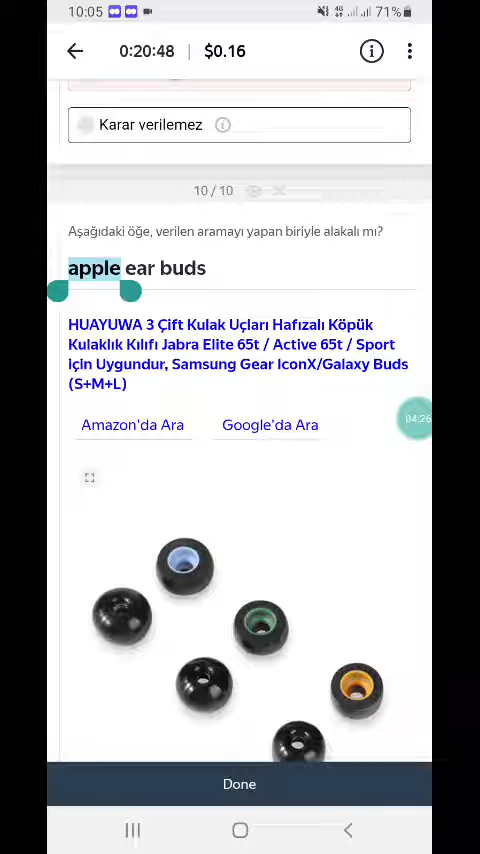 10:05 4G 71%
0:20:48 | $0.16
Karar verilemez
10 / 10
Aşağıdaki öğe, verilen aramayı yapan biriyle alakalı mı?
apple ear buds
HUAYUWA 3 Çift Kulak Uçları Hafızalı Köpük
Kulaklık Kılıfı Jabra Elite 65t / Active 65t / Sport
için Uygundur, Samsung Gear IconX/Galaxy Buds
(S+M+L)
Amazon'da Ara Google'da Ara
04:26
Done